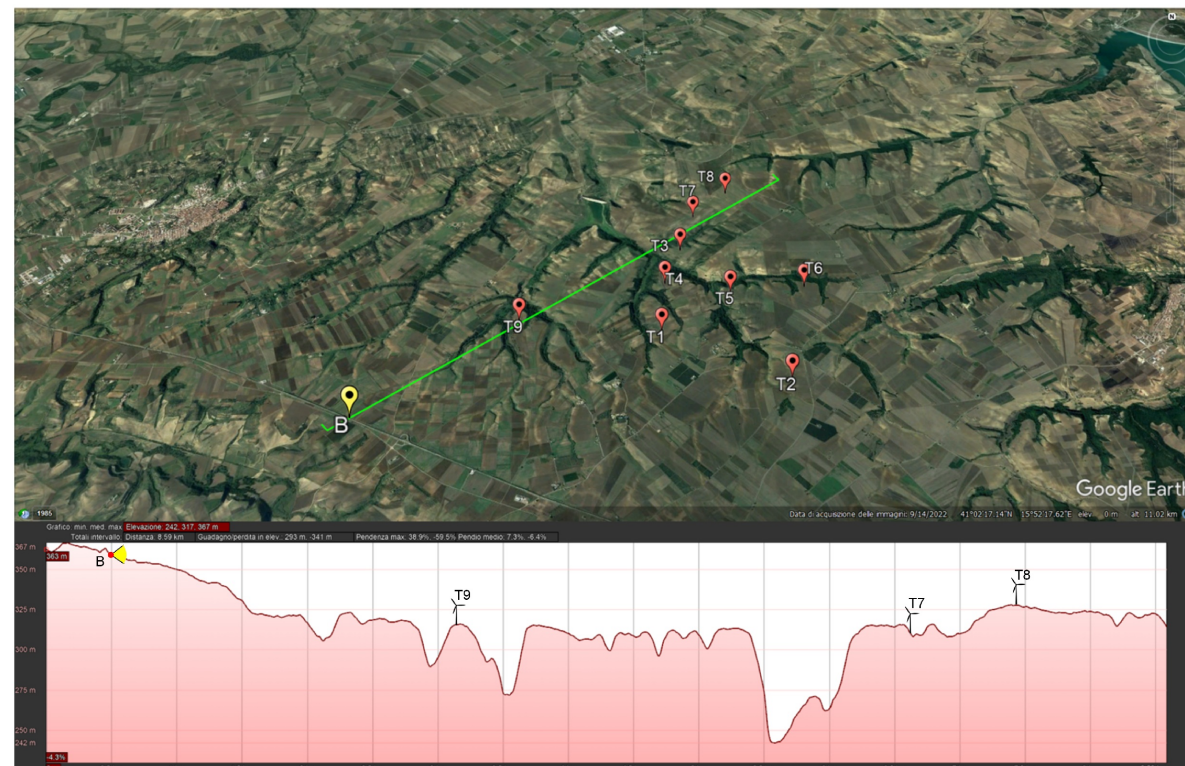 T8
T7
T3
T4
T6
T5
T9
T1
T2
B
Google Earth
1985
Data di acquisizione delle immagini: 9/14/2022 41°02'17.14"N 15°52'17.62"E elev. 0 m alt 11.02 km
Grafico: min, med, max Elevazione: 242, 317, 367 m
Totali intervallo: Distanza: 8.59 km Guadagno/perdita in elev.: 293 m, -341 m Pendenza max: 38.9%, -59.5% Pendio medio: 7.3%, -6.4%
367 m
363 m
B
350 m
T8
T9
T7
325 m
300 m
275 m
250 m
242 m
-4.3%